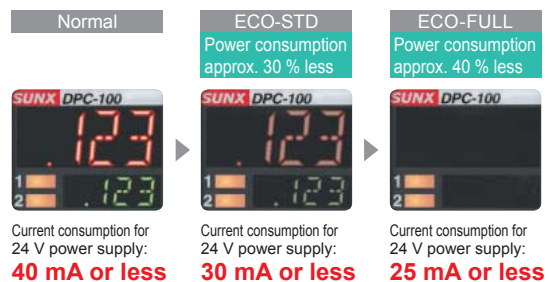 Normal
ECO-STD
Power consumption
approx. 30 % less
ECO-FULL
Power consumption
approx. 40 % less
SUNX DPC-100
.123
1
2
.123
SUNX DPC-100
.123
1
2
.123
SUNX DPC-100
1
2
Current consumption for
24 V power supply:
40 mA or less
Current consumption for
24 V power supply:
30 mA or less
Current consumption for
24 V power supply:
25 mA or less